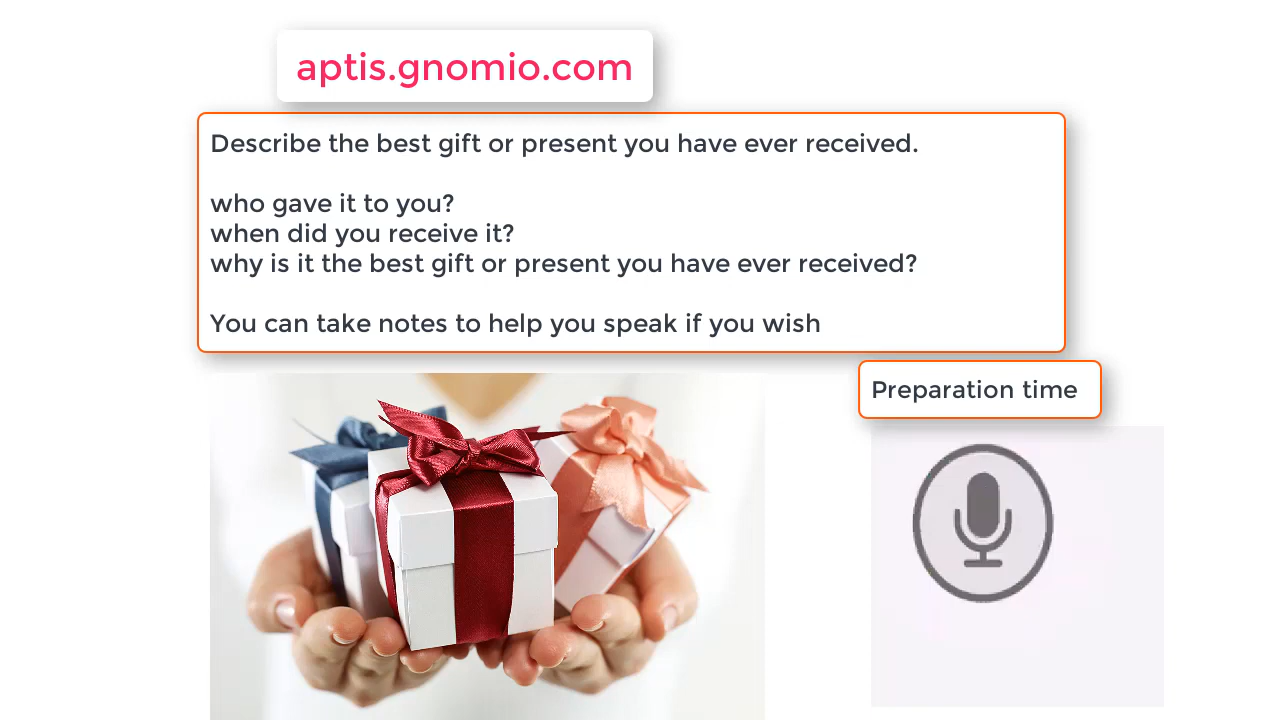 aptis.gnomio.com
Describe the best gift or present you have ever received.
who gave it to you?
when did you receive it?
why is it the best gift or present you have ever received?
You can take notes to help you speak if you wish
Preparation time